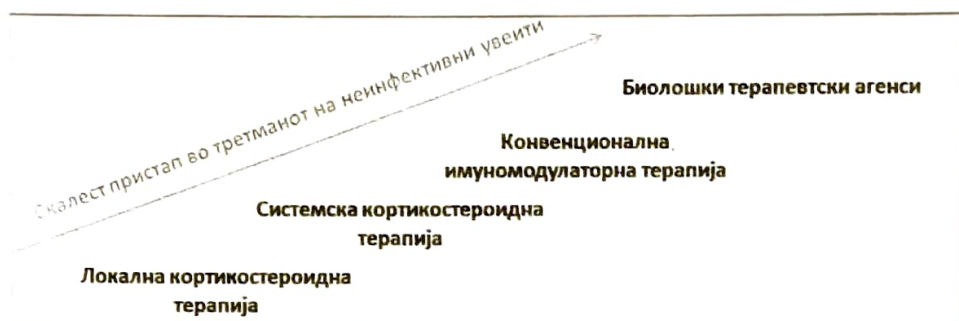 Скалест пристап во третманот на неинфективни увеити
Биолошки терапевтски агенси
Конвенционална
имуномодулаторна терапија
Системска кортикостероидна
терапија
Локална кортикостероидна
терапија